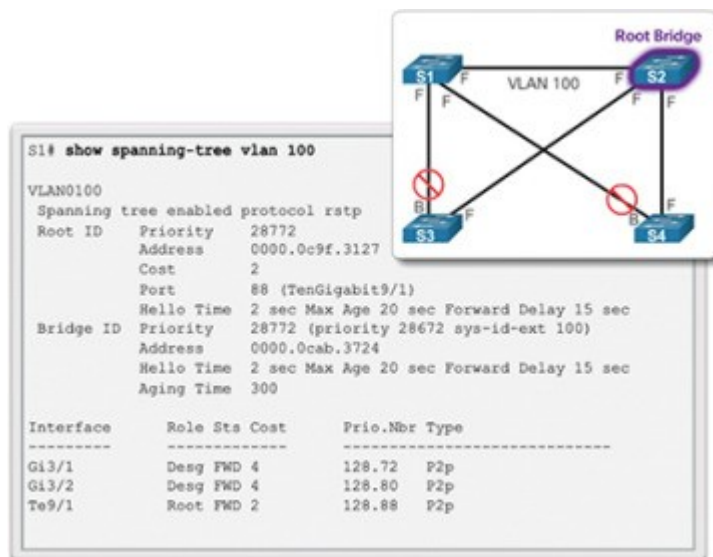 Root Bridge
S1 F VLAN 100 F S2
F F F F
B F B F
S3 S4
S1# show spanning-tree vlan 100
VLAN0100
Spanning tree enabled protocol rstp
Root ID Priority 28772
Address 0000.0c9f.3127
Cost 2
Port 88 (TenGigabit9/1)
Hello Time 2 sec Max Age 20 sec Forward Delay 15 sec
Bridge ID Priority 28772 (priority 28672 sys-id-ext 100)
Address 0000.0cab.3724
Hello Time 2 sec Max Age 20 sec Forward Delay 15 sec
Aging Time 300
Interface Role Sts Cost Prio.Nbr Type
--------- ------------- ------------------------------
Gi3/1 Desg FWD 4 128.72 P2p
Gi3/2 Desg FWD 4 128.80 P2p
Te9/1 Root FWD 2 128.88 P2p